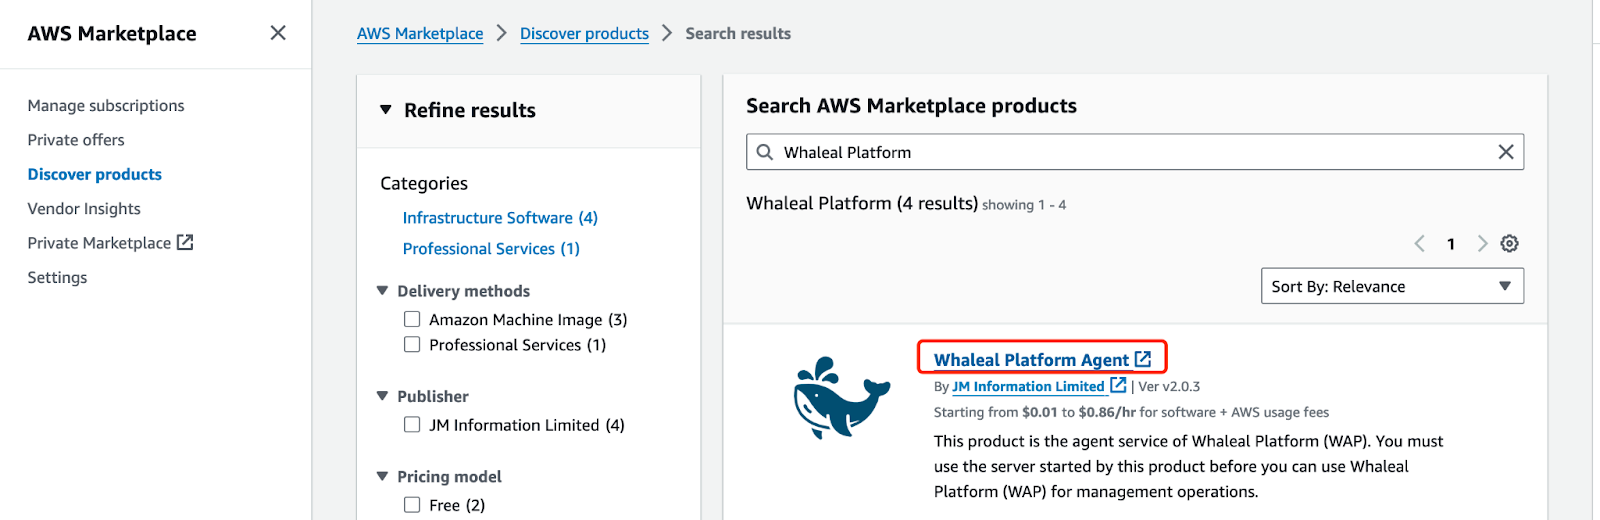 AWS Marketplace
Manage subscriptions
Private offers
Discover products
Vendor Insights
Private Marketplace
Settings
AWS Marketplace > Discover products > Search results
Refine results
Categories
Infrastructure Software (4)
Professional Services (1)
Delivery methods
Amazon Machine Image (3)
Professional Services (1)
Publisher
JM Information Limited (4)
Pricing model
Free (2)
Search AWS Marketplace products
Whaleal Platform
Whaleal Platform (4 results) showing 1 - 4
1
Sort By: Relevance
Whaleal Platform Agent
By JM Information Limited | Ver v2.0.3
Starting from $0.01 to $0.86/hr for software + AWS usage fees
This product is the agent service of Whaleal Platform (WAP). You must
use the server started by this product before you can use Whaleal
Platform (WAP) for management operations.